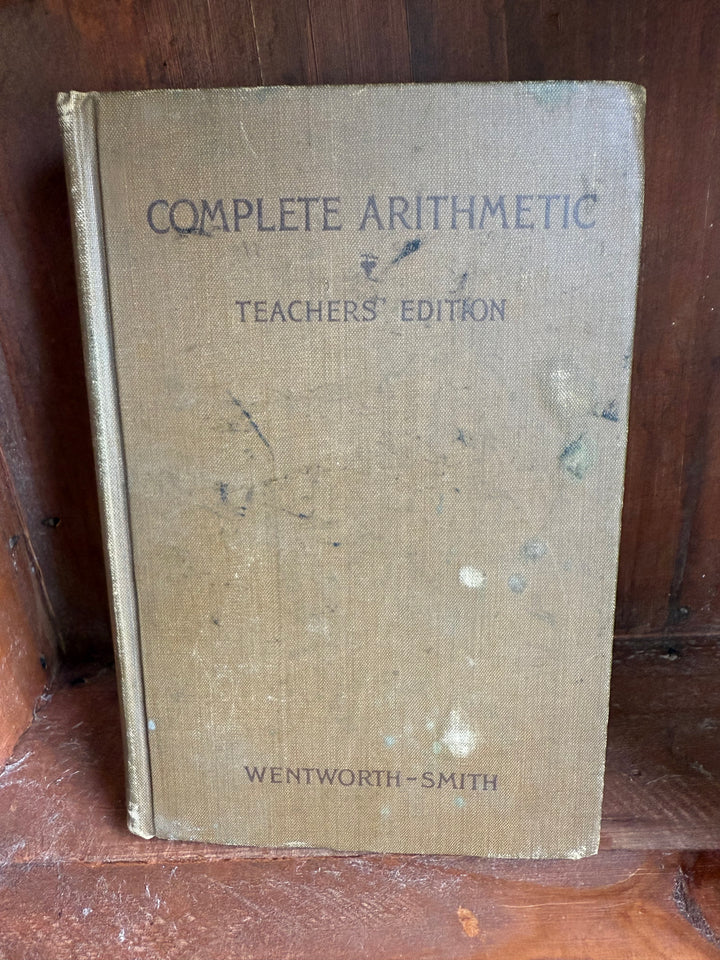 COMPLETE ARITHMETIC
TEACHERS' EDITION
WENTWORTH-SMITH